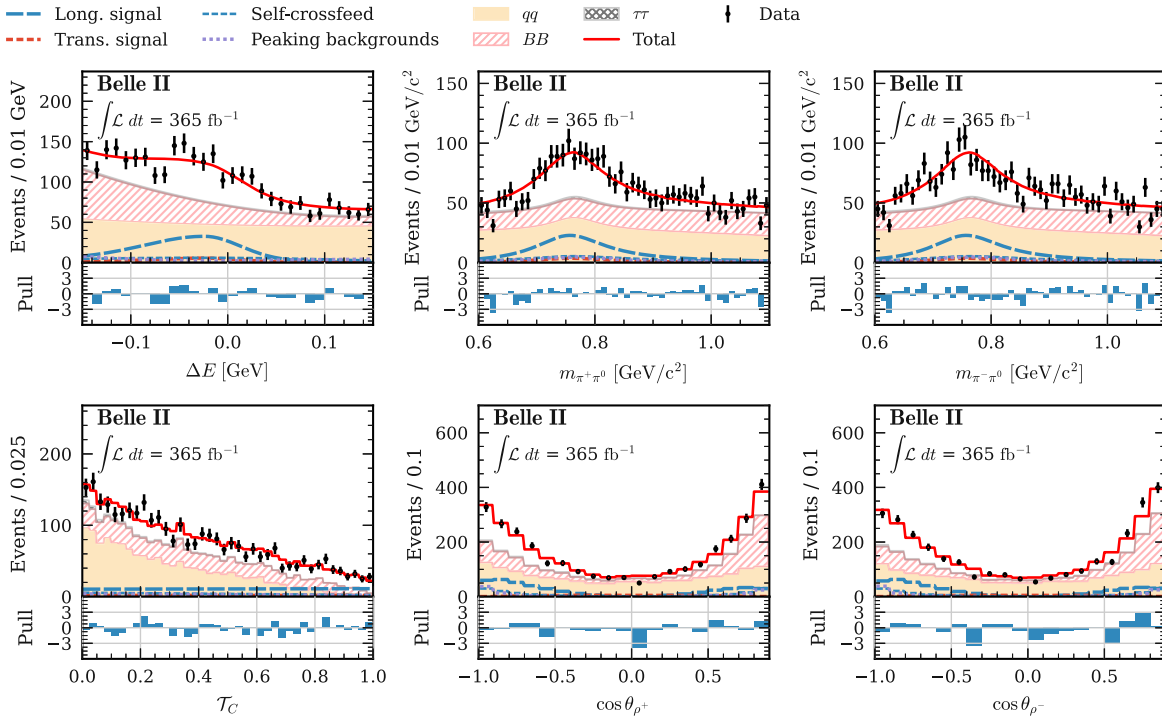 Long. signal
Self-crossfeed
qq
ττ
Data
Trans. signal
Peaking backgrounds
BB
Total
Events / 0.01 GeV
200
150
100
50
0
Belle II
∫ℒ dt = 365 fb⁻¹
Pull
3
0
−3
−0.1
0.0
0.1
ΔE [GeV]
Events / 0.01 GeV/c²
150
100
50
0
Belle II
∫ℒ dt = 365 fb⁻¹
Pull
3
0
−3
0.6
0.8
1.0
m_{π⁺π⁰} [GeV/c²]
Events / 0.01 GeV/c²
150
100
50
0
Belle II
∫ℒ dt = 365 fb⁻¹
Pull
3
0
−3
0.6
0.8
1.0
m_{π⁻π⁰} [GeV/c²]
Events / 0.025
200
100
0
Belle II
∫ℒ dt = 365 fb⁻¹
Pull
3
0
−3
0.0
0.2
0.4
0.6
0.8
1.0
𝒯_C
Events / 0.1
600
400
200
0
Belle II
∫ℒ dt = 365 fb⁻¹
Pull
3
0
−3
−1.0
−0.5
0.0
0.5
cos θ_{ρ⁺}
Events / 0.1
600
400
200
0
Belle II
∫ℒ dt = 365 fb⁻¹
Pull
3
0
−3
−1.0
−0.5
0.0
0.5
cos θ_{ρ⁻}